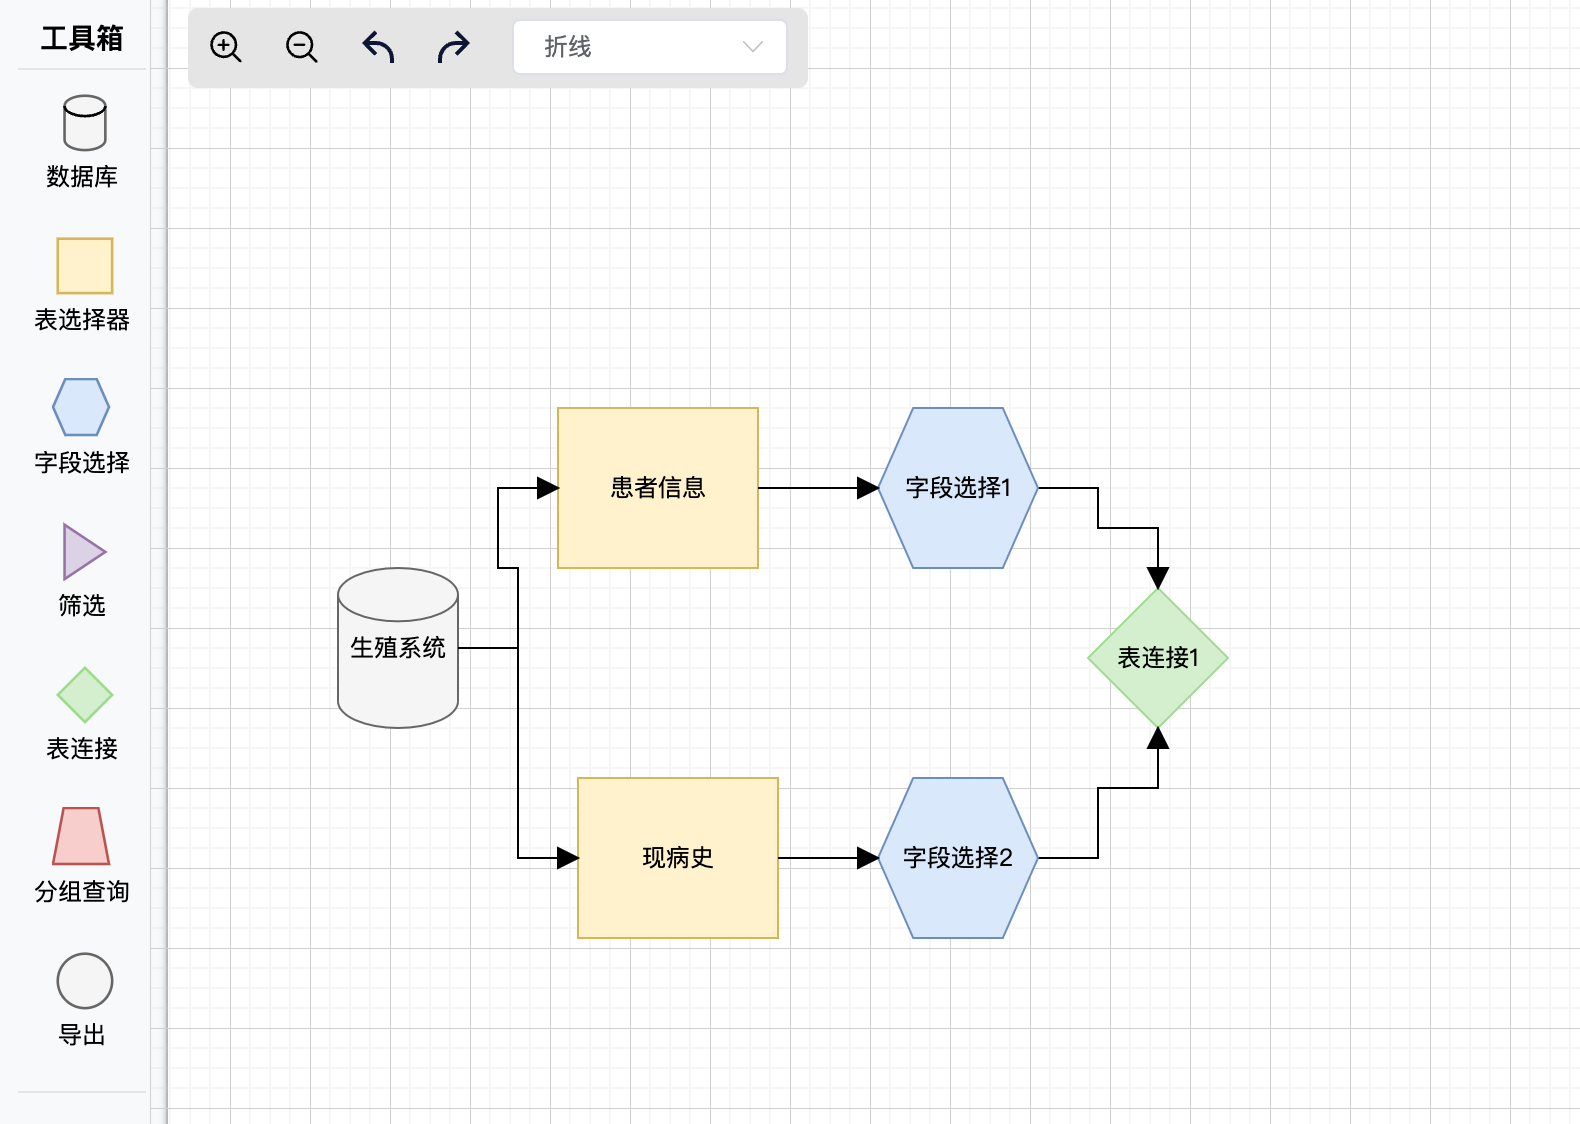 工具箱
折线
数据库
表选择器
字段选择
筛选
表连接
分组查询
导出
患者信息
字段选择1
生殖系统
表连接1
现病史
字段选择2